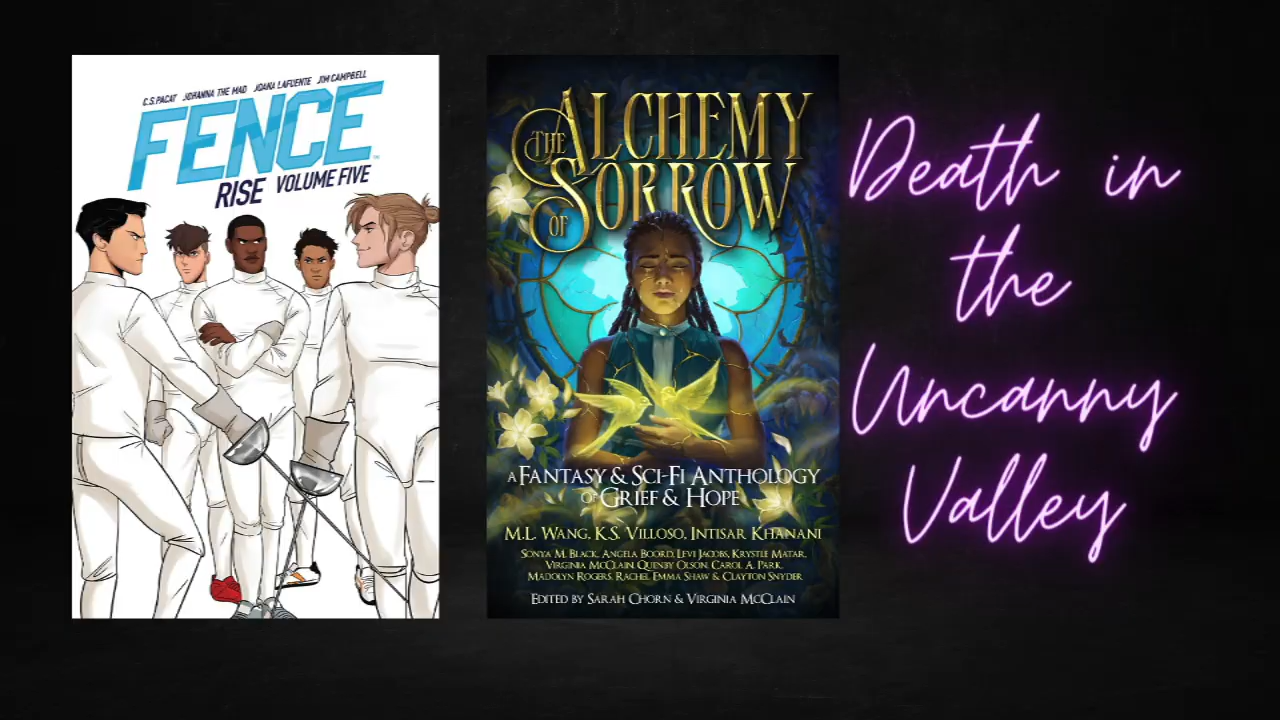 C.S. PACAT JOHANNA THE MAD JOANA LAFUENTE JIM CAMPBELL
FENCE
RISE VOLUME FIVE
THE ALCHEMY
OF SORROW
A FANTASY & SCI-FI ANTHOLOGY
OF GRIEF & HOPE
M.L. WANG, K.S. VILLOSO, INTISAR KHANANI
SONYA M. BLACK, ANGELA BOORD, LEVI JACOBS, KRYSTLE MATAR,
VIRGINIA MCCLAIN, QUENBY OLSON, CAROL A. PARK,
MADOLYN ROGERS, RACHEL EMMA SHAW & CLAYTON SNYDER
EDITED BY SARAH CHORN & VIRGINIA MCCLAIN
Death in
the
Uncanny
Valley